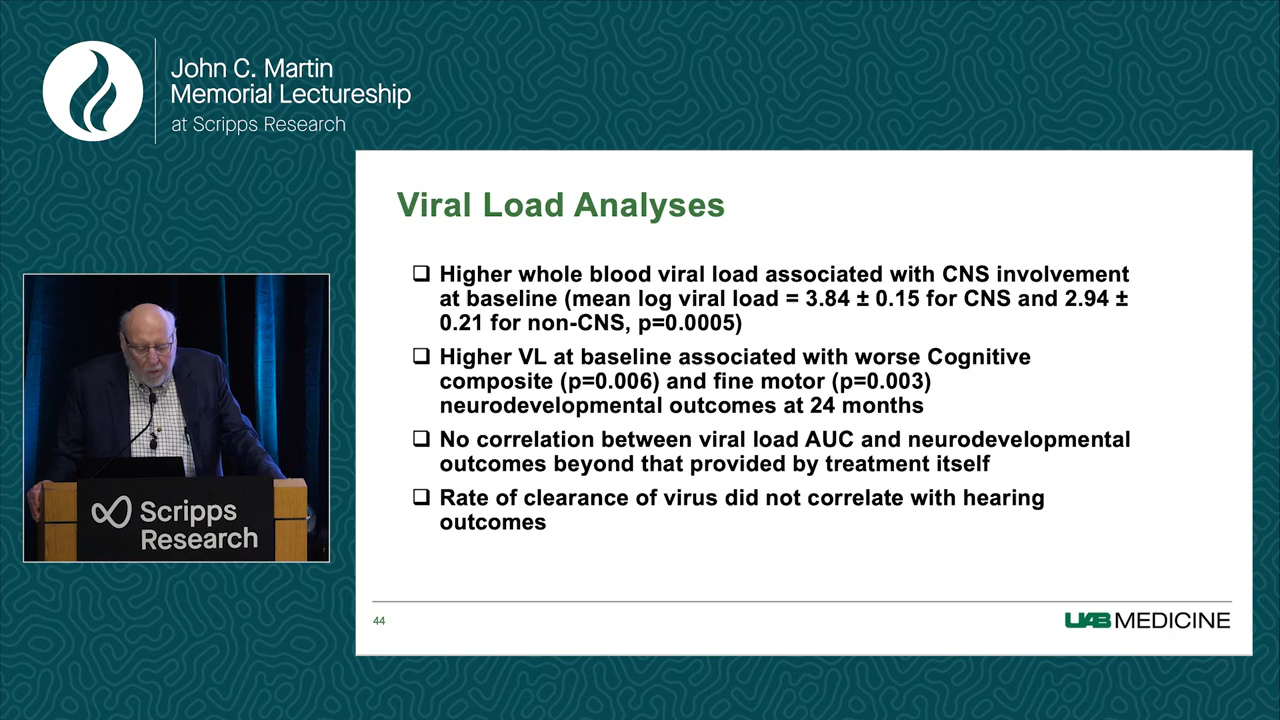 John C. Martin
Memorial Lectureship
at Scripps Research
Viral Load Analyses
❑ Higher whole blood viral load associated with CNS involvement
at baseline (mean log viral load = 3.84 ± 0.15 for CNS and 2.94 ±
0.21 for non-CNS, p=0.0005)
❑ Higher VL at baseline associated with worse Cognitive
composite (p=0.006) and fine motor (p=0.003)
neurodevelopmental outcomes at 24 months
❑ No correlation between viral load AUC and neurodevelopmental
outcomes beyond that provided by treatment itself
❑ Rate of clearance of virus did not correlate with hearing
outcomes
44
UAB MEDICINE
Scripps
Research